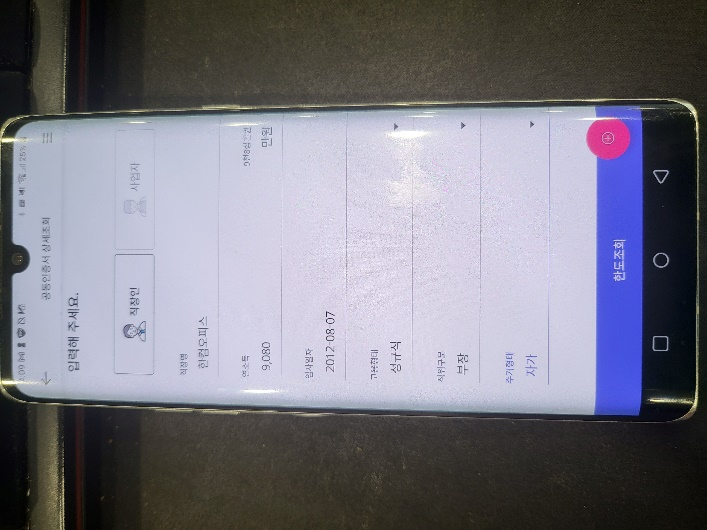 공동인증서 상세조회
입력해 주세요.
직장인
사업자
직장명
한컴오피스
연소득
9,080
만원
입사일자
2012-08-07
고용형태
정규직
직위규모
부장
주거형태
자가
한도조회